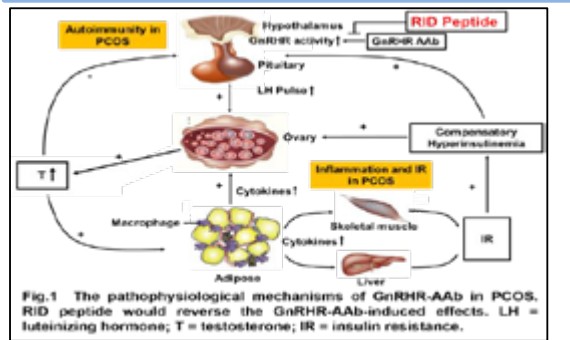 Hypothalamus
RID Peptide
Autoimmunity in
PCOS
GnRHR activity↑
GnRHR AAb
Pituitary
-
+
LH Pulse↑
+
Ovary
+
Compensatory
Hyperinsulinemia
+
T↑
+
Cytokines↑
Inflammation and IR
in PCOS
+
Macrophage
Skeletal muscle
+
Cytokines↑
IR
Adipose
Liver
Fig.1 The pathophysiological mechanisms of GnRHR-AAb in PCOS.
RID peptide would reverse the GnRHR-AAb-induced effects. LH =
luteinizing hormone; T = testosterone; IR = insulin resistance.